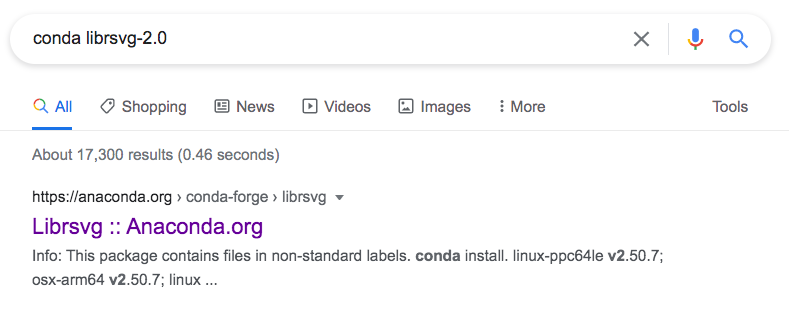 conda librsvg-2.0
All Shopping News Videos Images More Tools
About 17,300 results (0.46 seconds)
https://anaconda.org › conda-forge › librsvg
Librsvg :: Anaconda.org
Info: This package contains files in non-standard labels. conda install. linux-ppc64le v2.50.7;
osx-arm64 v2.50.7; linux ...